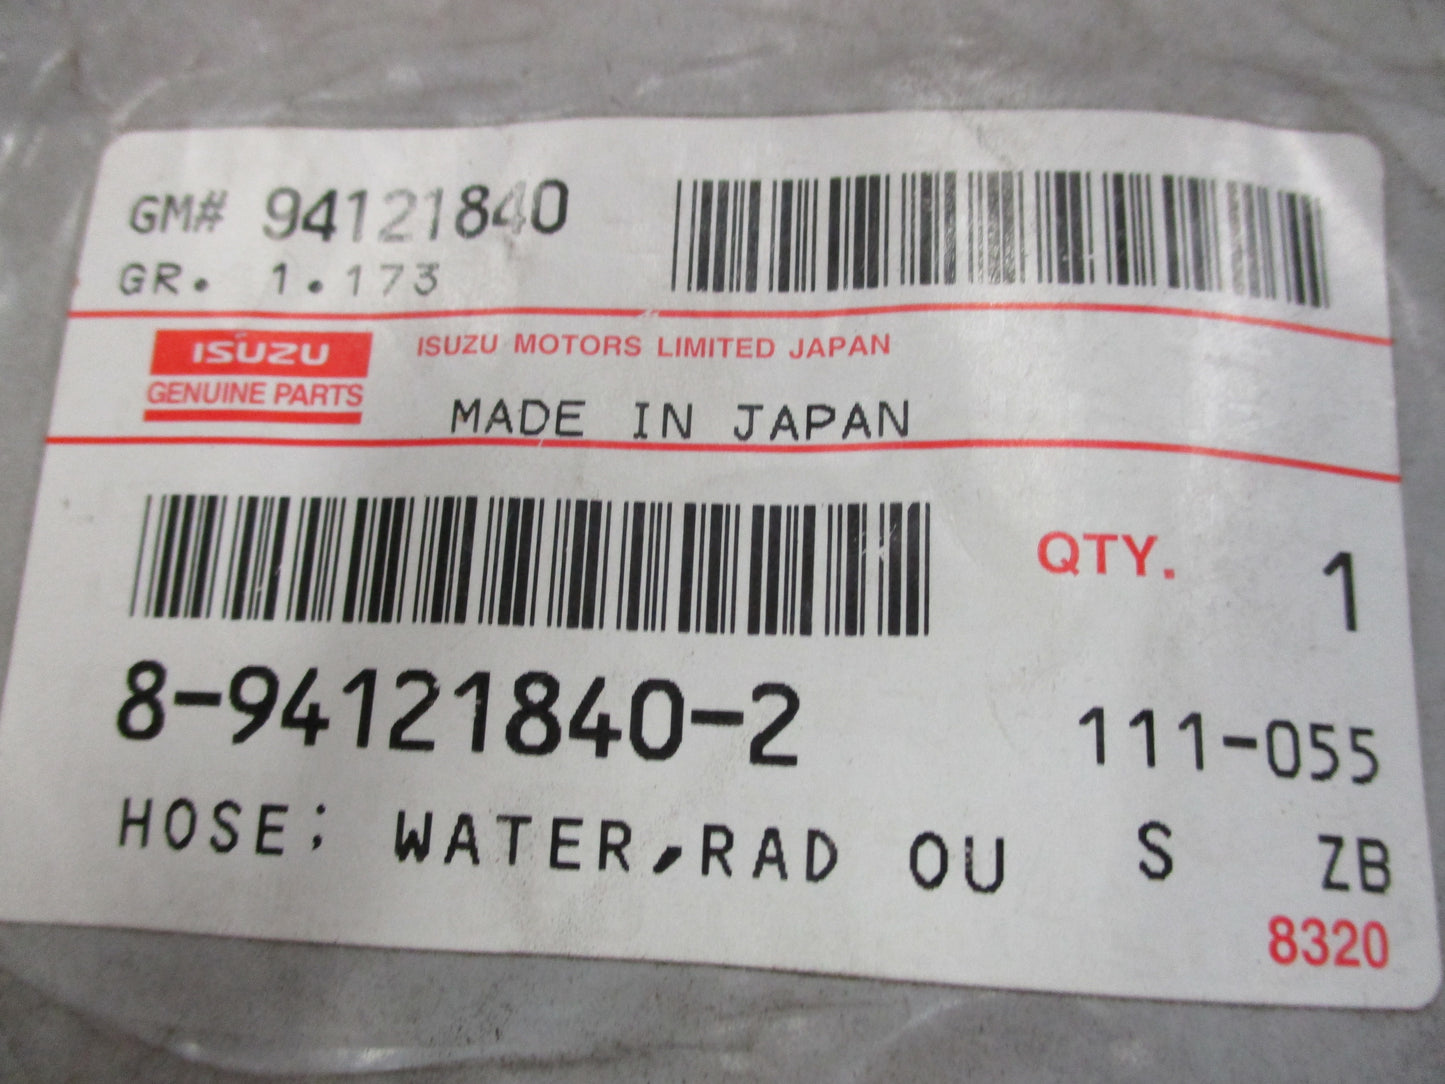 GM# 94121840
GR. 1.173
ISUZU
GENUINE PARTS
ISUZU MOTORS LIMITED JAPAN
MADE IN JAPAN
QTY. 1
8-94121840-2
111-055
HOSE; WATER,RAD OU S ZB
8320